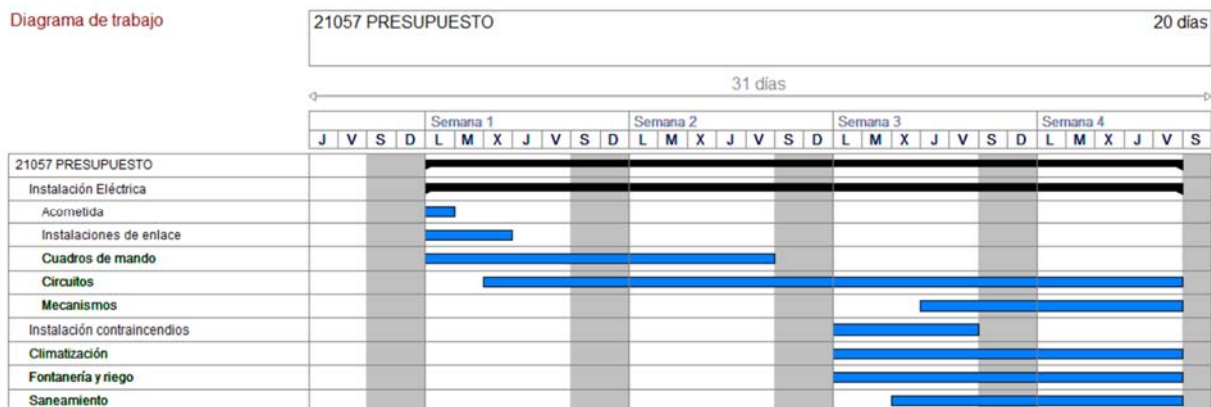 Diagrama de trabajo
21057 PRESUPUESTO 20 días
31 días
Semana 1 Semana 2 Semana 3 Semana 4
J V S D L M X J V S D L M X J V S D L M X J V S D L M X J V S
21057 PRESUPUESTO
Instalación Eléctrica
Acometida
Instalaciones de enlace
Cuadros de mando
Circuitos
Mecanismos
Instalación contraincendios
Climatización
Fontanería y riego
Saneamiento